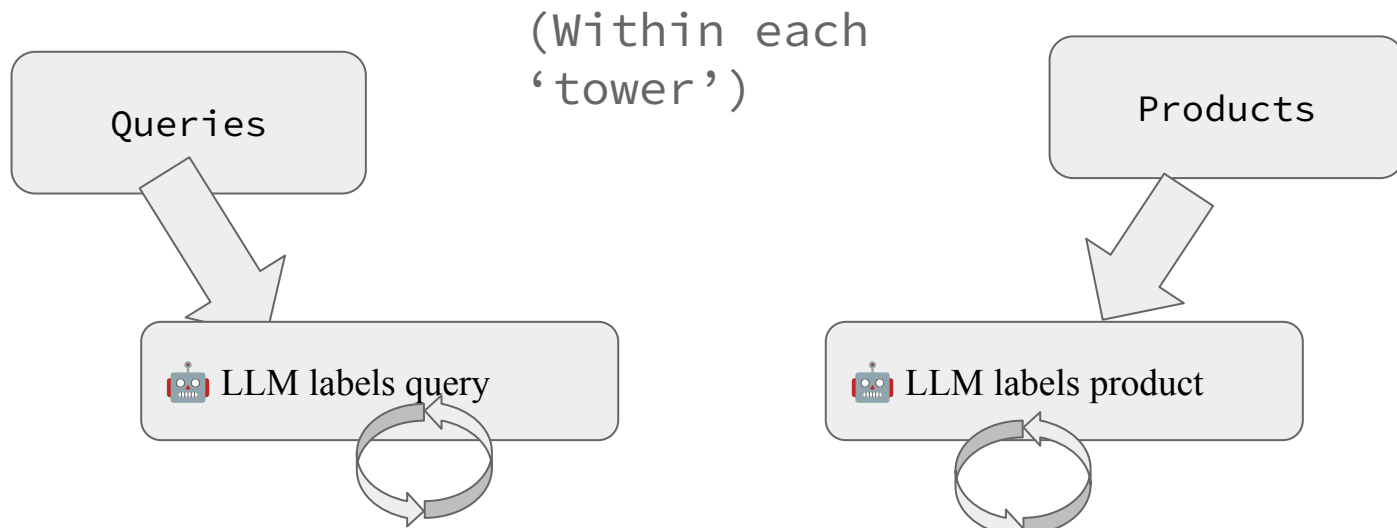 (Within each
‘tower’)
Queries
Products
LLM labels query
LLM labels product